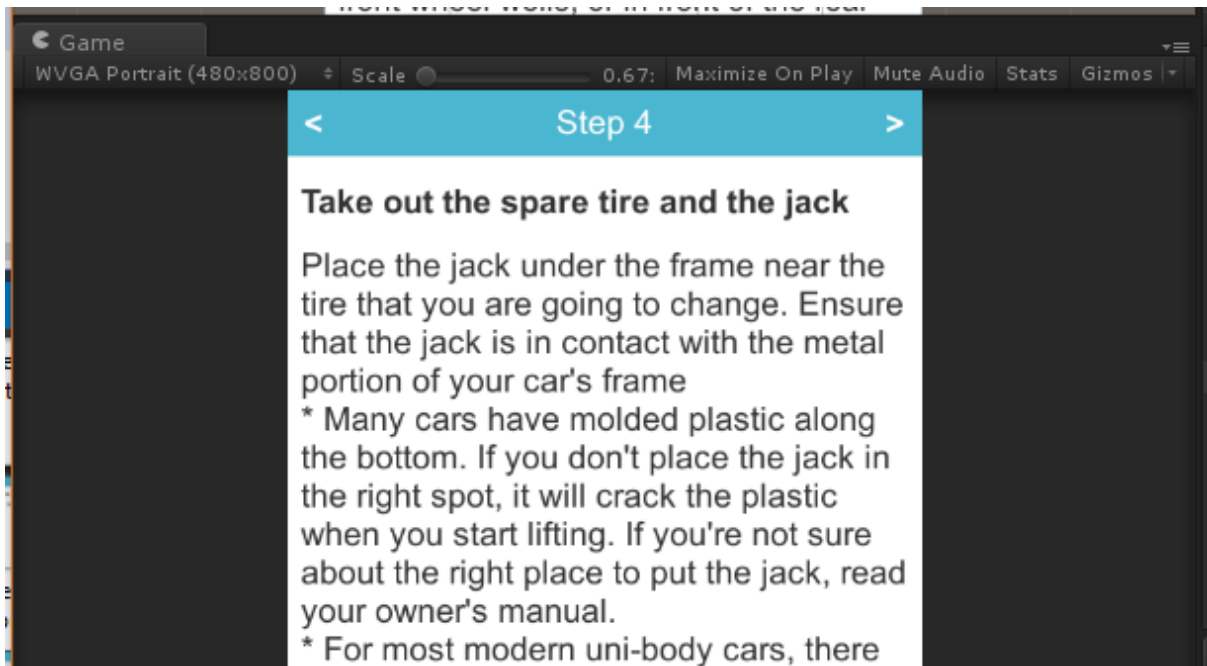 Game
WVGA Portrait (480x800) Scale 0.67: Maximize On Play Mute Audio Stats Gizmos
< Step 4 >
Take out the spare tire and the jack
Place the jack under the frame near the
tire that you are going to change. Ensure
that the jack is in contact with the metal
portion of your car's frame
* Many cars have molded plastic along
the bottom. If you don't place the jack in
the right spot, it will crack the plastic
when you start lifting. If you're not sure
about the right place to put the jack, read
your owner's manual.
* For most modern uni-body cars, there